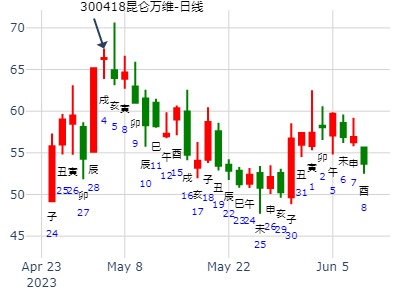 300418昆仑万维-日线
70
65
60
55
50
45
子
24
丑
25
寅
26
卯
27
辰
28
戌
4
亥
5
寅
8
卯
9
辰
10
巳
11
午
12
酉
15
戌
16
亥
17
子
18
丑
19
辰
22
巳
23
午
24
未
25
申
26
亥
29
子
30
丑
31
寅
1
卯
2
午
5
未
6
申
7
酉
8
Apr 23
2023
May 8
May 22
Jun 5